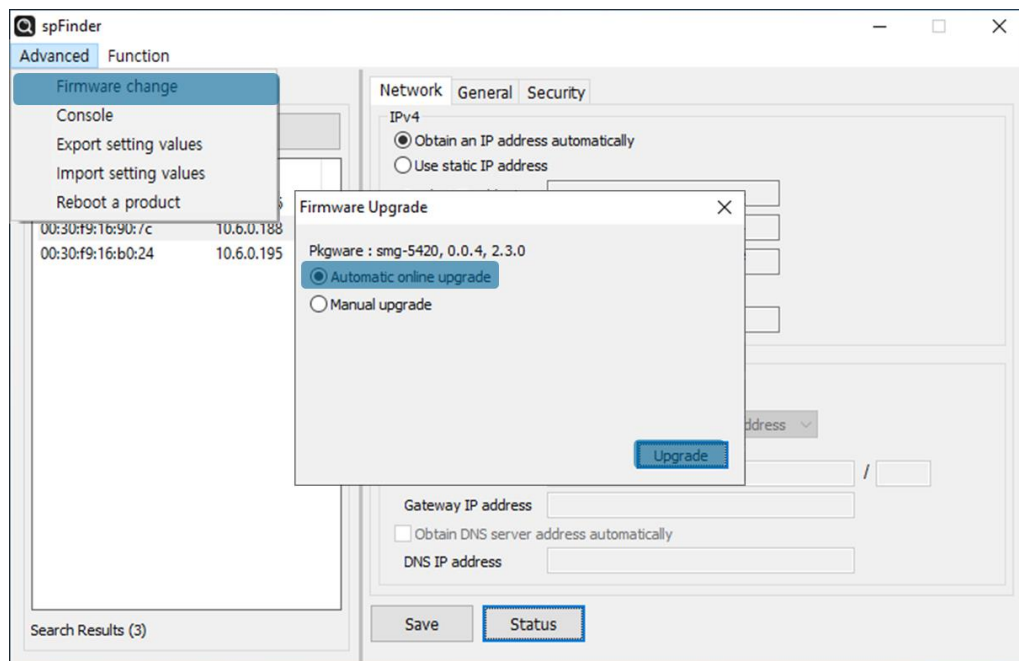 spFinder
Advanced Function
Firmware change
Console
Export setting values
Import setting values
Reboot a product
00:30:f9:16:90:7c 10.6.0.188
00:30:f9:16:b0:24 10.6.0.195
Search Results (3)
Network General Security
IPv4
Obtain an IP address automatically
Use static IP address
Firmware Upgrade
Pkgware : smg-5420, 0.0.4, 2.3.0
Automatic online upgrade
Manual upgrade
Upgrade
/
Gateway IP address
Obtain DNS server address automatically
DNS IP address
Save Status